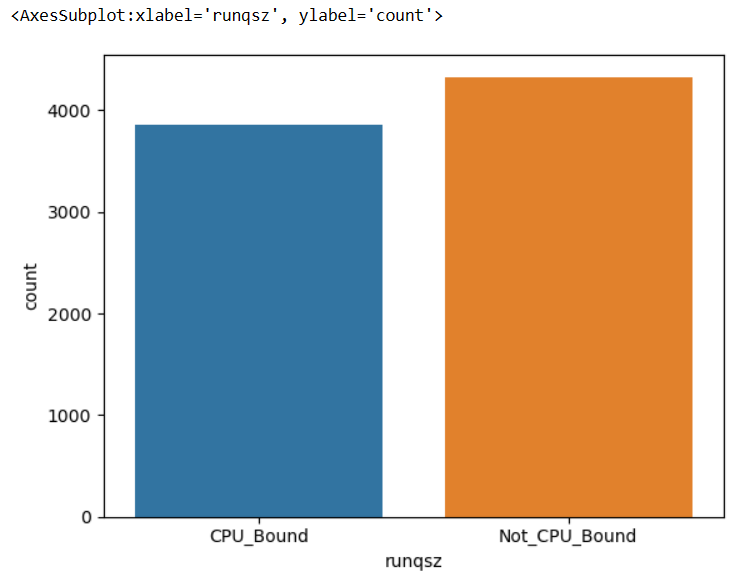 <AxesSubplot:xlabel='runqsz', ylabel='count'>
4000
3000
2000
1000
0
count
CPU_Bound Not_CPU_Bound
runqsz